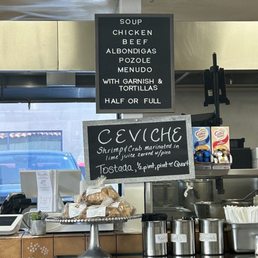 SOUP
CHICKEN
BEEF
ALBONDIGAS
POZOLE
MENUDO
WITH GARNISH &
TORTILLAS
HALF OR FULL
CEVICHE
Shrimp & Crab marinated in
lime juice served w/pico
Tostada, ½ pint, pint or Quart